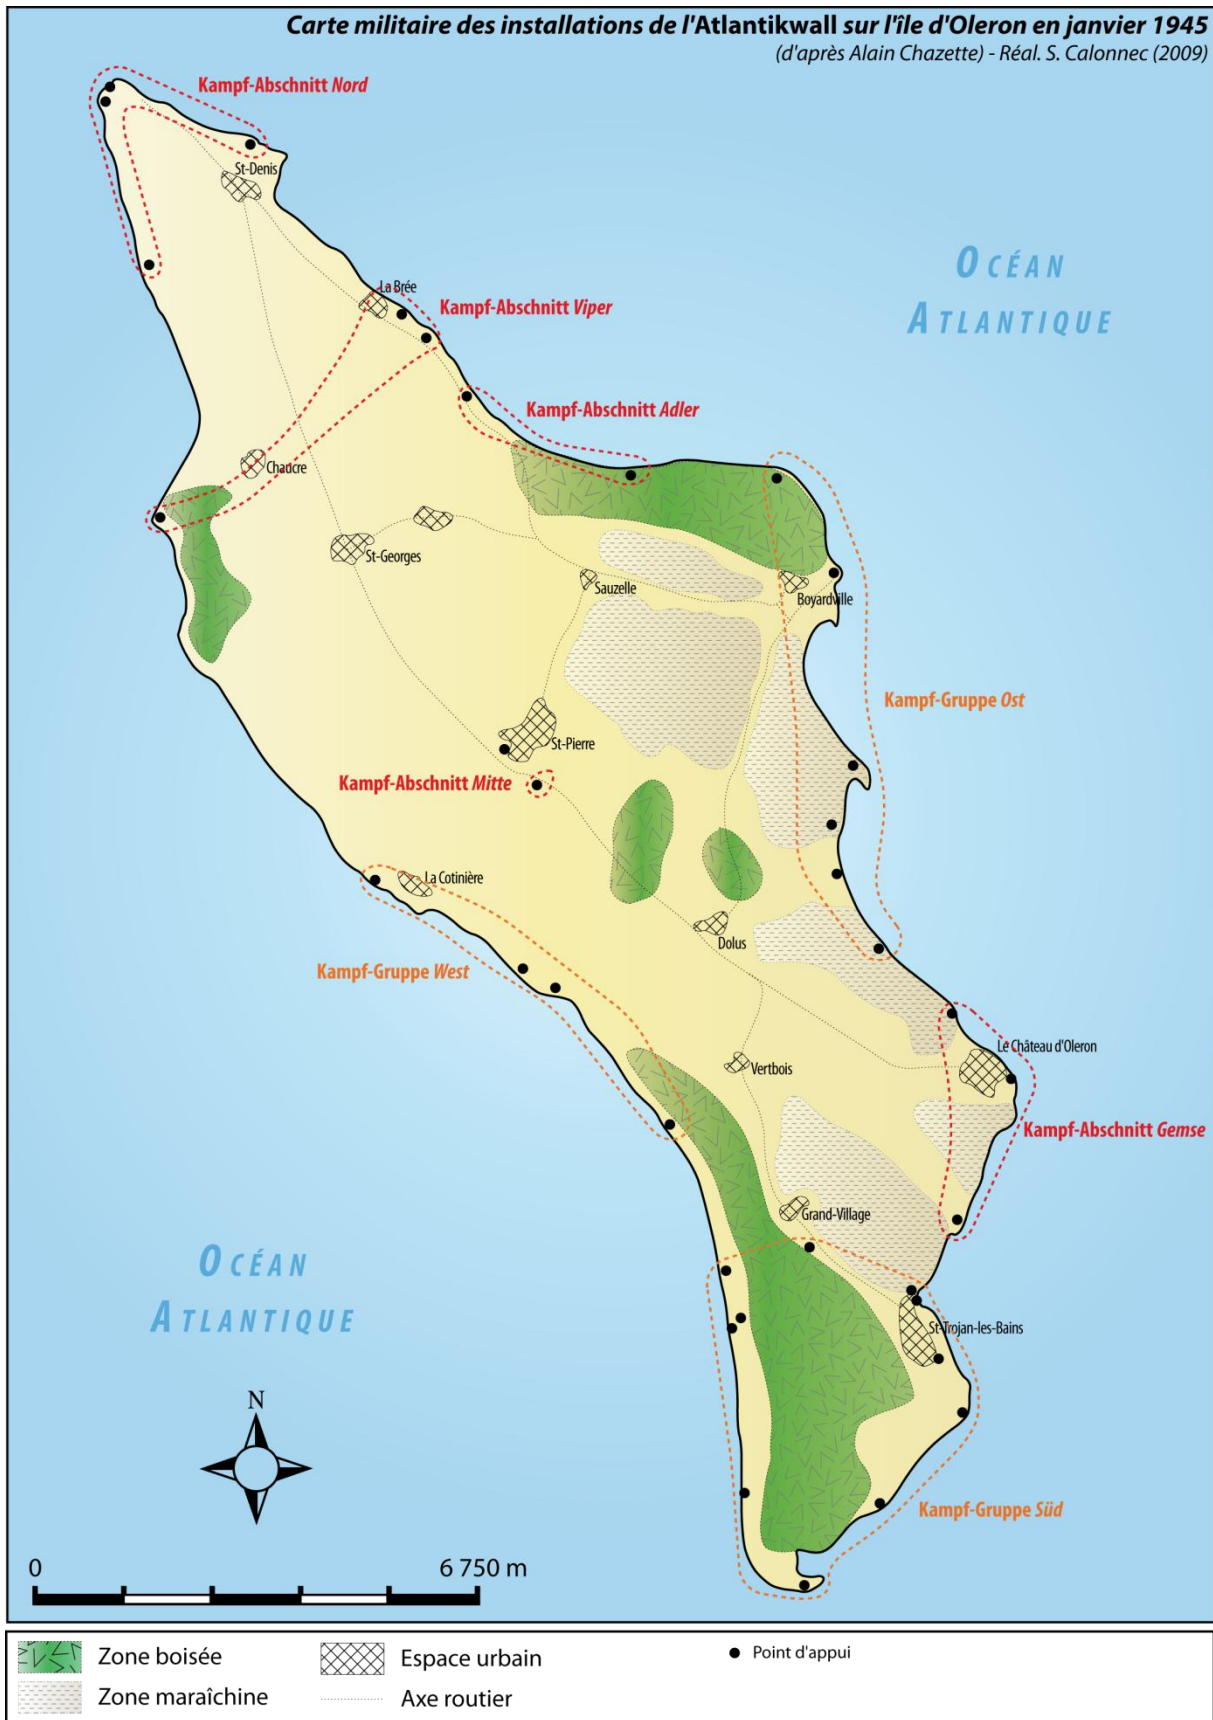 Carte militaire des installations de l'Atlantikwall sur l'île d'Oleron en janvier 1945
(d'après Alain Chazette) - Réal. S. Calonnec (2009)
Kampf-Abschnitt Nord
St-Denis
OCÉAN
ATLANTIQUE
La Brée
Kampf-Abschnitt Viper
Kampf-Abschnitt Adler
Chaucre
St-Georges
Sauzelle
Boyardville
Kampf-Gruppe Ost
St-Pierre
Kampf-Abschnitt Mitte
La Cotinière
Dolus
Kampf-Gruppe West
Le Château d'Oleron
Vertbois
Kampf-Abschnitt Gemse
Grand-Village
OCÉAN
ATLANTIQUE
St-Trojan-les-Bains
N
Kampf-Gruppe Süd
0 6 750 m
Zone boisée
Espace urbain
Point d'appui
Zone maraîchine
Axe routier